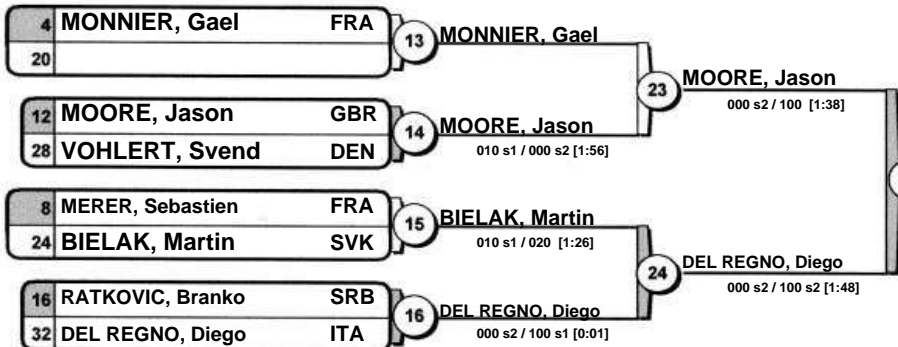 4 MONNIER, Gael FRA
20
13 MONNIER, Gael
12 MOORE, Jason GBR
28 VOHLERT, Svend DEN
14 MOORE, Jason
010 s1 / 000 s2 [1:56]
23 MOORE, Jason
000 s2 / 100 [1:38]
8 MERER, Sebastien FRA
24 BIELAK, Martin SVK
15 BIELAK, Martin
010 s1 / 020 [1:26]
16 RATKOVIC, Branko SRB
32 DEL REGNO, Diego ITA
16 DEL REGNO, Diego
000 s2 / 100 s1 [0:01]
24 DEL REGNO, Diego
000 s2 / 100 s2 [1:48]